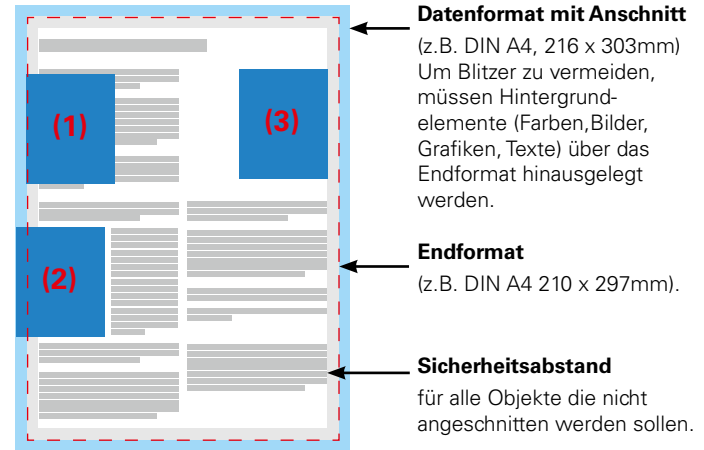 (1)
(3)
(2)
Datenformat mit Anschnitt
(z.B. DIN A4, 216 x 303mm)
Um Blitzer zu vermeiden,
müssen Hintergrund-
elemente (Farben,Bilder,
Grafiken, Texte) über das
Endformat hinausgelegt
werden.
Endformat
(z.B. DIN A4 210 x 297mm).
Sicherheitsabstand
für alle Objekte die nicht
angeschnitten werden sollen.